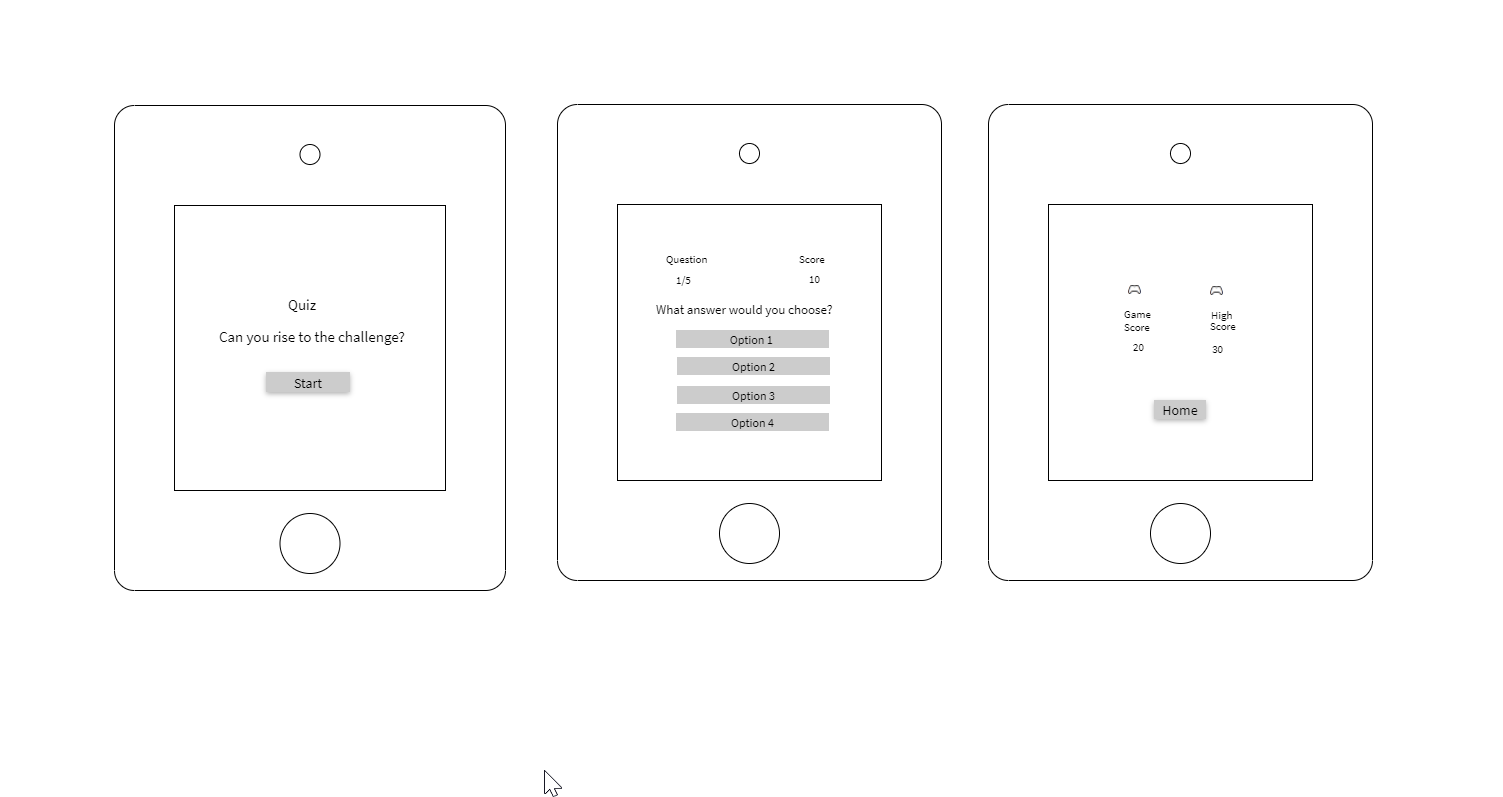 Quiz
Can you rise to the challenge?
Start
Question
Score
1/5
10
What answer would you choose?
Option 1
Option 2
Option 3
Option 4
Game
Score
20
High
Score
30
Home